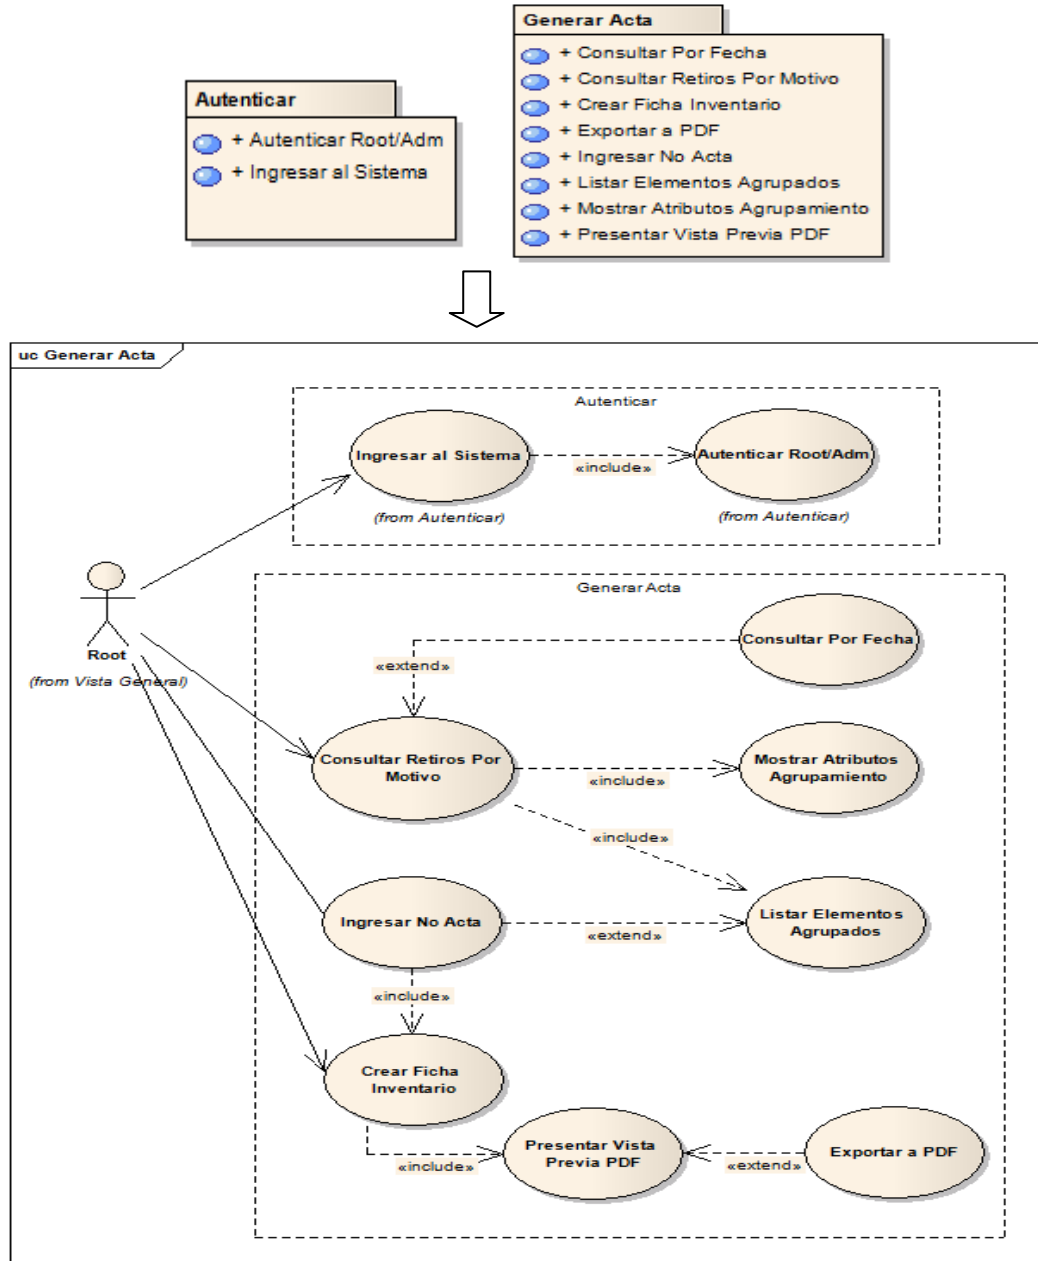 Generar Acta
+ Consultar Por Fecha
+ Consultar Retiros Por Motivo
+ Crear Ficha Inventario
+ Exportar a PDF
+ Ingresar No Acta
+ Listar Elementos Agrupados
+ Mostrar Atributos Agrupamiento
+ Presentar Vista Previa PDF
Autenticar
+ Autenticar Root/Adm
+ Ingresar al Sistema
uc Generar Acta
Autenticar
Ingresar al Sistema
«include»
Autenticar Root/Adm
(from Autenticar)
(from Autenticar)
Root
(from Vista General)
Generar Acta
Consultar Por Fecha
«extend»
Consultar Retiros Por
Motivo
«include»
Mostrar Atributos
Agrupamiento
«include»
Ingresar No Acta
«extend»
Listar Elementos
Agrupados
«include»
Crear Ficha
Inventario
«include»
Presentar Vista
Previa PDF
«extend»
Exportar a PDF